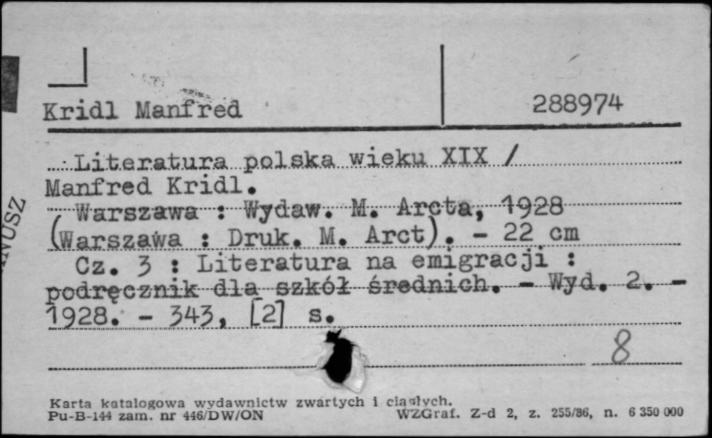 Kridl Manfred 288974
Literatura polska wieku XIX /
Manfred Kridl.
Warszawa : Wydaw. M. Arcta, 1928
(Warszawa : Druk. M. Arct). - 22 cm
Cz. 3 : Literatura na emigracji :
podręcznik dla szkół średnich. - Wyd. 2. -
1928. - 343, [2] s.
8
Karta katalogowa wydawnictw zwartych i ciągłych.
Pu-B-144 zam. nr 446/DW/ON WZGraf. Z-d 2, z. 255/86, n. 6 350 000